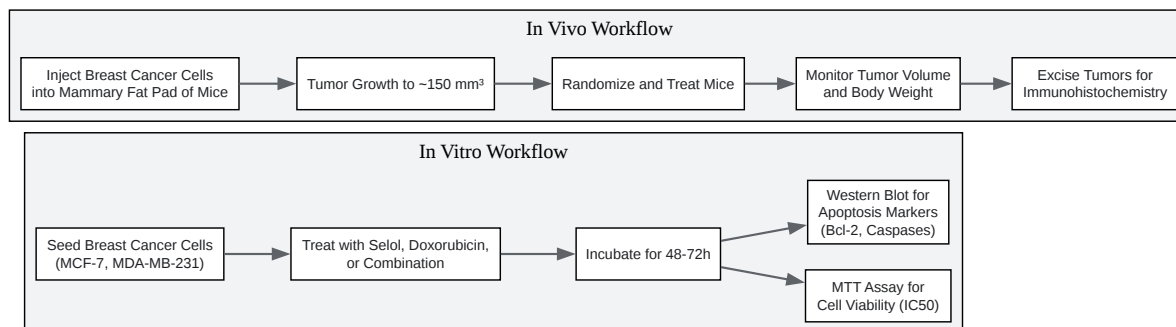 In Vivo Workflow
Inject Breast Cancer Cells
into Mammary Fat Pad of Mice
Tumor Growth to ~150 mm³
Randomize and Treat Mice
Monitor Tumor Volume
and Body Weight
Excise Tumors for
Immunohistochemistry
In Vitro Workflow
Seed Breast Cancer Cells
(MCF-7, MDA-MB-231)
Treat with Selol, Doxorubicin,
or Combination
Incubate for 48-72h
Western Blot for
Apoptosis Markers
(Bcl-2, Caspases)
MTT Assay for
Cell Viability (IC50)